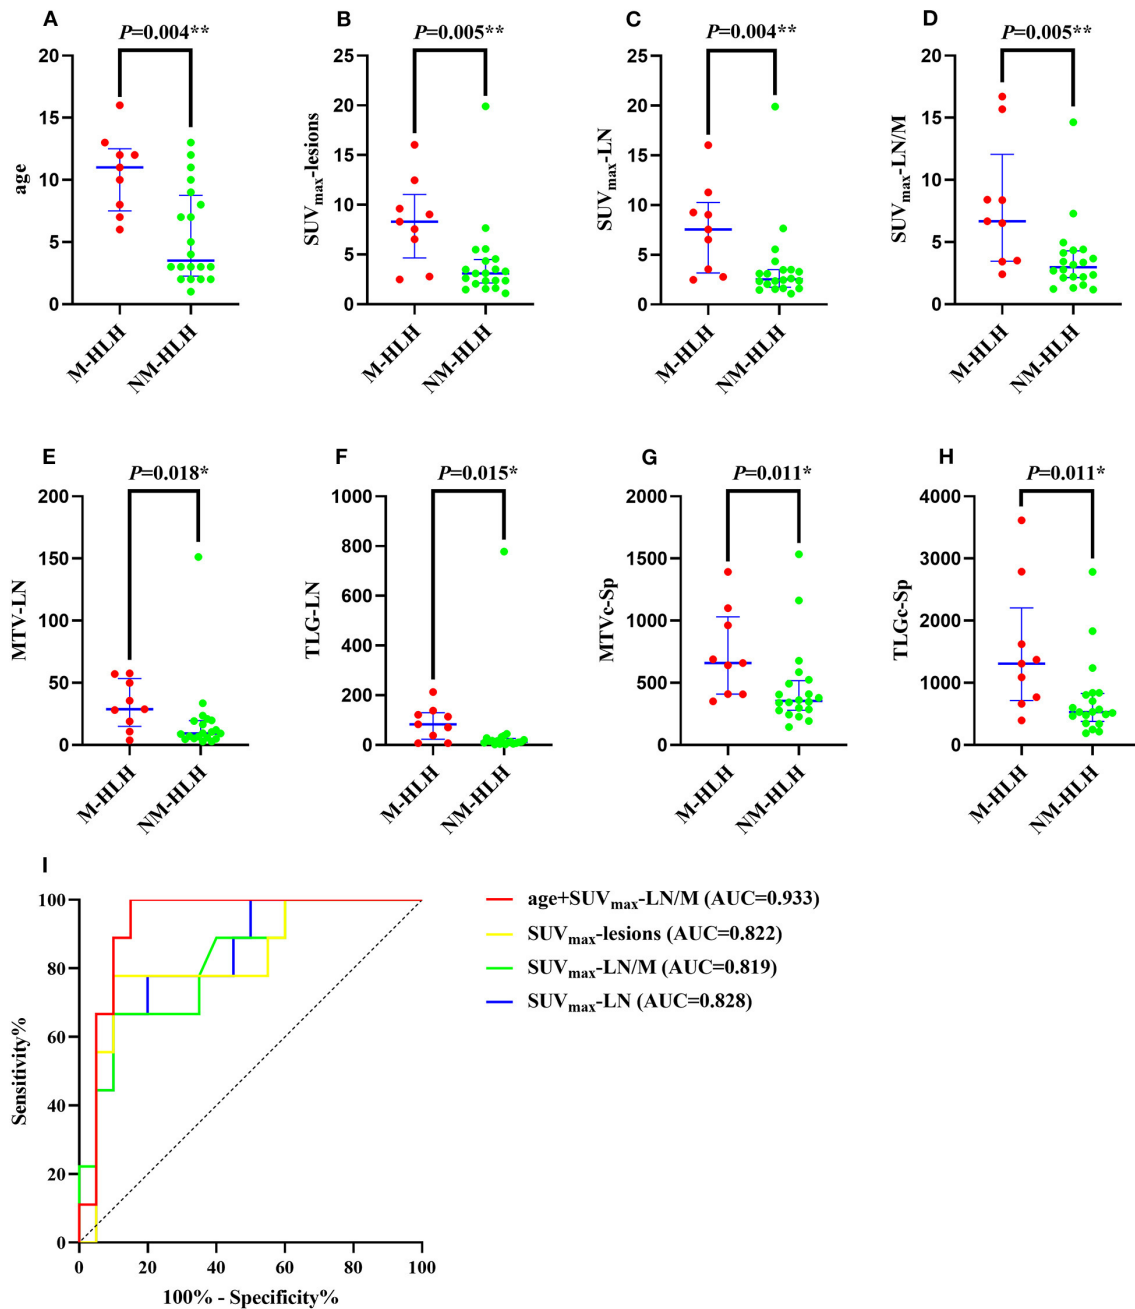 A
P=0.004**
age
20
15
10
5
0
M-HLH
NM-HLH
B
P=0.005**
SUVmax-lesions
25
20
15
10
5
0
M-HLH
NM-HLH
C
P=0.004**
SUVmax-LN
25
20
15
10
5
0
M-HLH
NM-HLH
D
P=0.005**
SUVmax-LN/M
20
15
10
5
0
M-HLH
NM-HLH
E
P=0.018*
MTV-LN
200
150
100
50
0
M-HLH
NM-HLH
F
P=0.015*
TLG-LN
1000
800
600
400
200
0
M-HLH
NM-HLH
G
P=0.011*
MTVc-Sp
2000
1500
1000
500
0
M-HLH
NM-HLH
H
P=0.011*
TLGc-Sp
4000
3000
2000
1000
0
M-HLH
NM-HLH
I
Sensitivity%
100
80
60
40
20
0
0 20 40 60 80 100
100% - Specificity%
age+SUVmax-LN/M (AUC=0.933)
SUVmax-lesions (AUC=0.822)
SUVmax-LN/M (AUC=0.819)
SUVmax-LN (AUC=0.828)